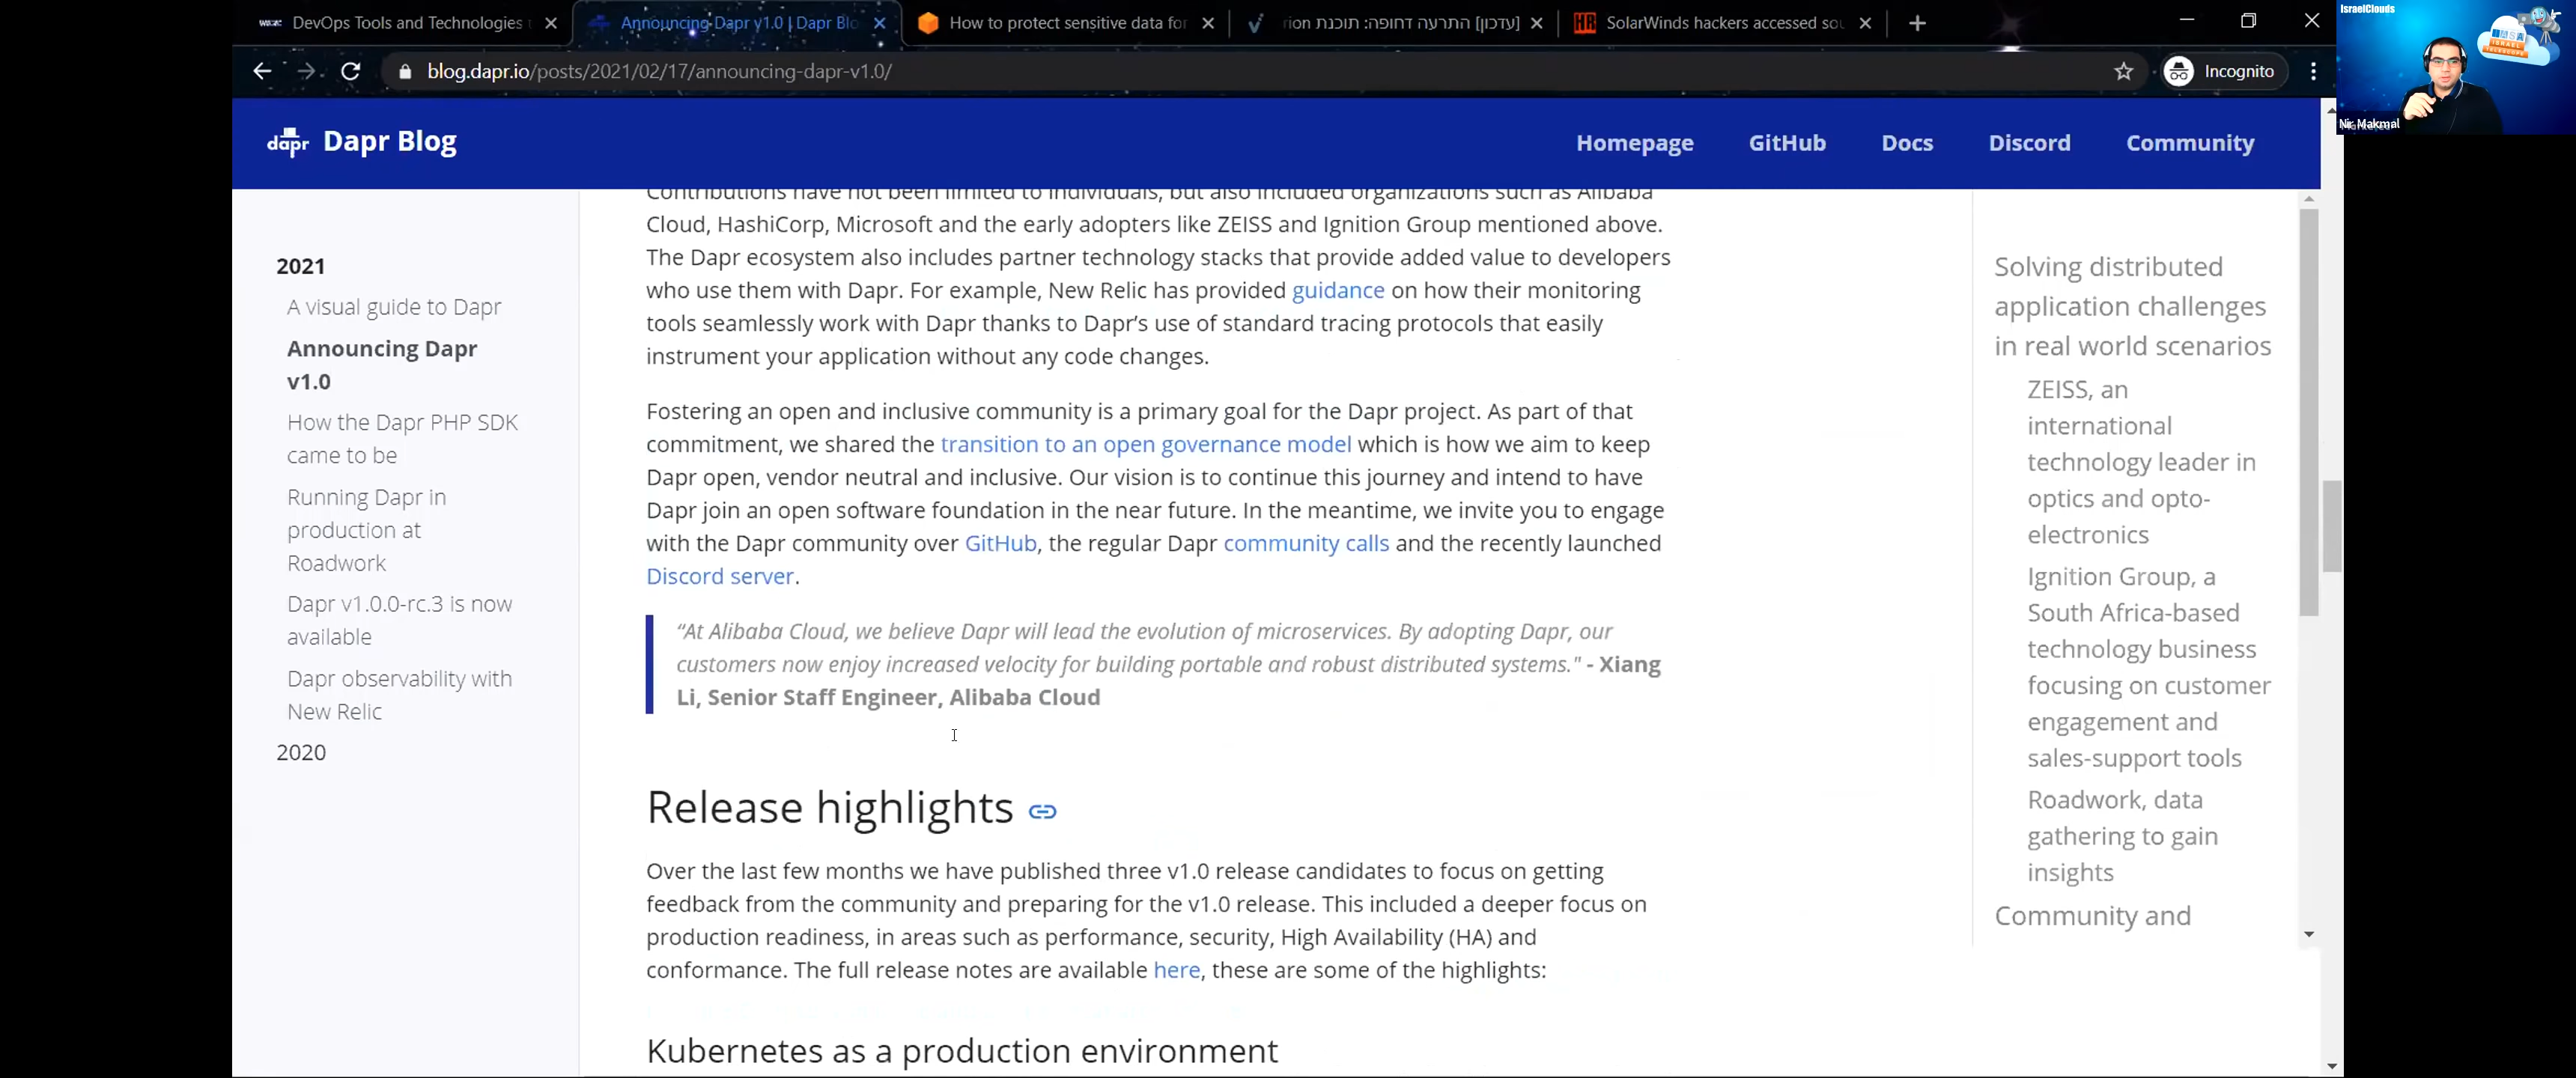 DevOps Tools and Technologies
Announcing Dapr v1.0 | Dapr Blo
How to protect sensitive data for
[עדכון] התרעה דחופה: תוכנת rion
SolarWinds hackers accessed sou
IsraelClouds
blog.dapr.io/posts/2021/02/17/announcing-dapr-v1.0/
Incognito
Nir Makmal
dapr
Dapr Blog
Homepage
GitHub
Docs
Discord
Community
2021
A visual guide to Dapr
Announcing Dapr
v1.0
How the Dapr PHP SDK
came to be
Running Dapr in
production at
Roadwork
Dapr v1.0.0-rc.3 is now
available
Dapr observability with
New Relic
2020
Contributions have not been limited to individuals, but also included organizations such as Alibaba
Cloud, HashiCorp, Microsoft and the early adopters like ZEISS and Ignition Group mentioned above.
The Dapr ecosystem also includes partner technology stacks that provide added value to developers
who use them with Dapr. For example, New Relic has provided guidance on how their monitoring
tools seamlessly work with Dapr thanks to Dapr’s use of standard tracing protocols that easily
instrument your application without any code changes.
Fostering an open and inclusive community is a primary goal for the Dapr project. As part of that
commitment, we shared the transition to an open governance model which is how we aim to keep
Dapr open, vendor neutral and inclusive. Our vision is to continue this journey and intend to have
Dapr join an open software foundation in the near future. In the meantime, we invite you to engage
with the Dapr community over GitHub, the regular Dapr community calls and the recently launched
Discord server.
“At Alibaba Cloud, we believe Dapr will lead the evolution of microservices. By adopting Dapr, our
customers now enjoy increased velocity for building portable and robust distributed systems." - Xiang
Li, Senior Staff Engineer, Alibaba Cloud
Release highlights
Over the last few months we have published three v1.0 release candidates to focus on getting
feedback from the community and preparing for the v1.0 release. This included a deeper focus on
production readiness, in areas such as performance, security, High Availability (HA) and
conformance. The full release notes are available here, these are some of the highlights:
Kubernetes as a production environment
Solving distributed
application challenges
in real world scenarios
ZEISS, an
international
technology leader in
optics and opto-
electronics
Ignition Group, a
South Africa-based
technology business
focusing on customer
engagement and
sales-support tools
Roadwork, data
gathering to gain
insights
Community and